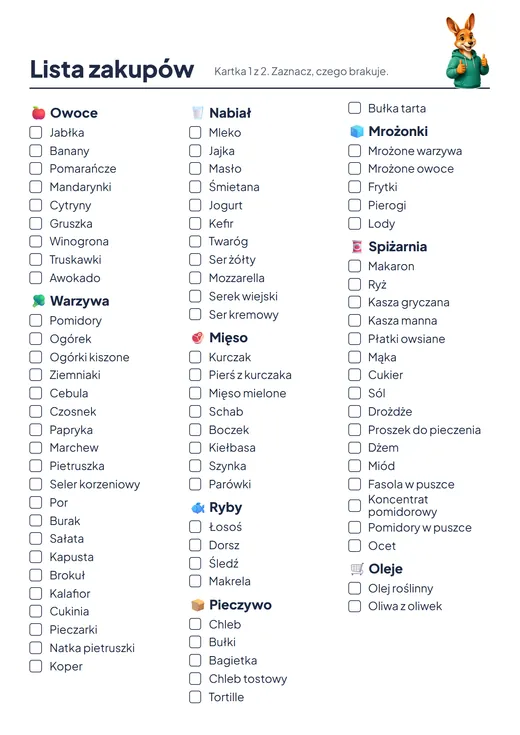 Lista zakupów
Kartka 1 z 2. Zaznacz, czego brakuje.
Owoce
Jabłka
Banany
Pomarańcze
Mandarynki
Cytryny
Gruszka
Winogrona
Truskawki
Awokado
Warzywa
Pomidory
Ogórek
Ogórki kiszone
Ziemniaki
Cebula
Czosnek
Papryka
Marchew
Pietruszka
Seler korzeniowy
Por
Burak
Sałata
Kapusta
Brokuł
Kalafior
Cukinia
Pieczarki
Natka pietruszki
Koper
Nabiał
Mleko
Jajka
Masło
Śmietana
Jogurt
Kefir
Twaróg
Ser żółty
Mozzarella
Serek wiejski
Ser kremowy
Mięso
Kurczak
Pierś z kurczaka
Mięso mielone
Schab
Boczek
Kiełbasa
Szynka
Parówki
Ryby
Łosoś
Dorsz
Śledź
Makrela
Pieczywo
Chleb
Bułki
Bagietka
Chleb tostowy
Tortille
Bułka tarta
Mrożonki
Mrożone warzywa
Mrożone owoce
Frytki
Pierogi
Lody
Spiżarnia
Makaron
Ryż
Kasza gryczana
Kasza manna
Płatki owsiane
Mąka
Cukier
Sól
Drożdże
Proszek do pieczenia
Dżem
Miód
Fasola w puszce
Koncentrat
pomidorowy
Pomidory w puszce
Ocet
Oleje
Olej roślinny
Oliwa z oliwek